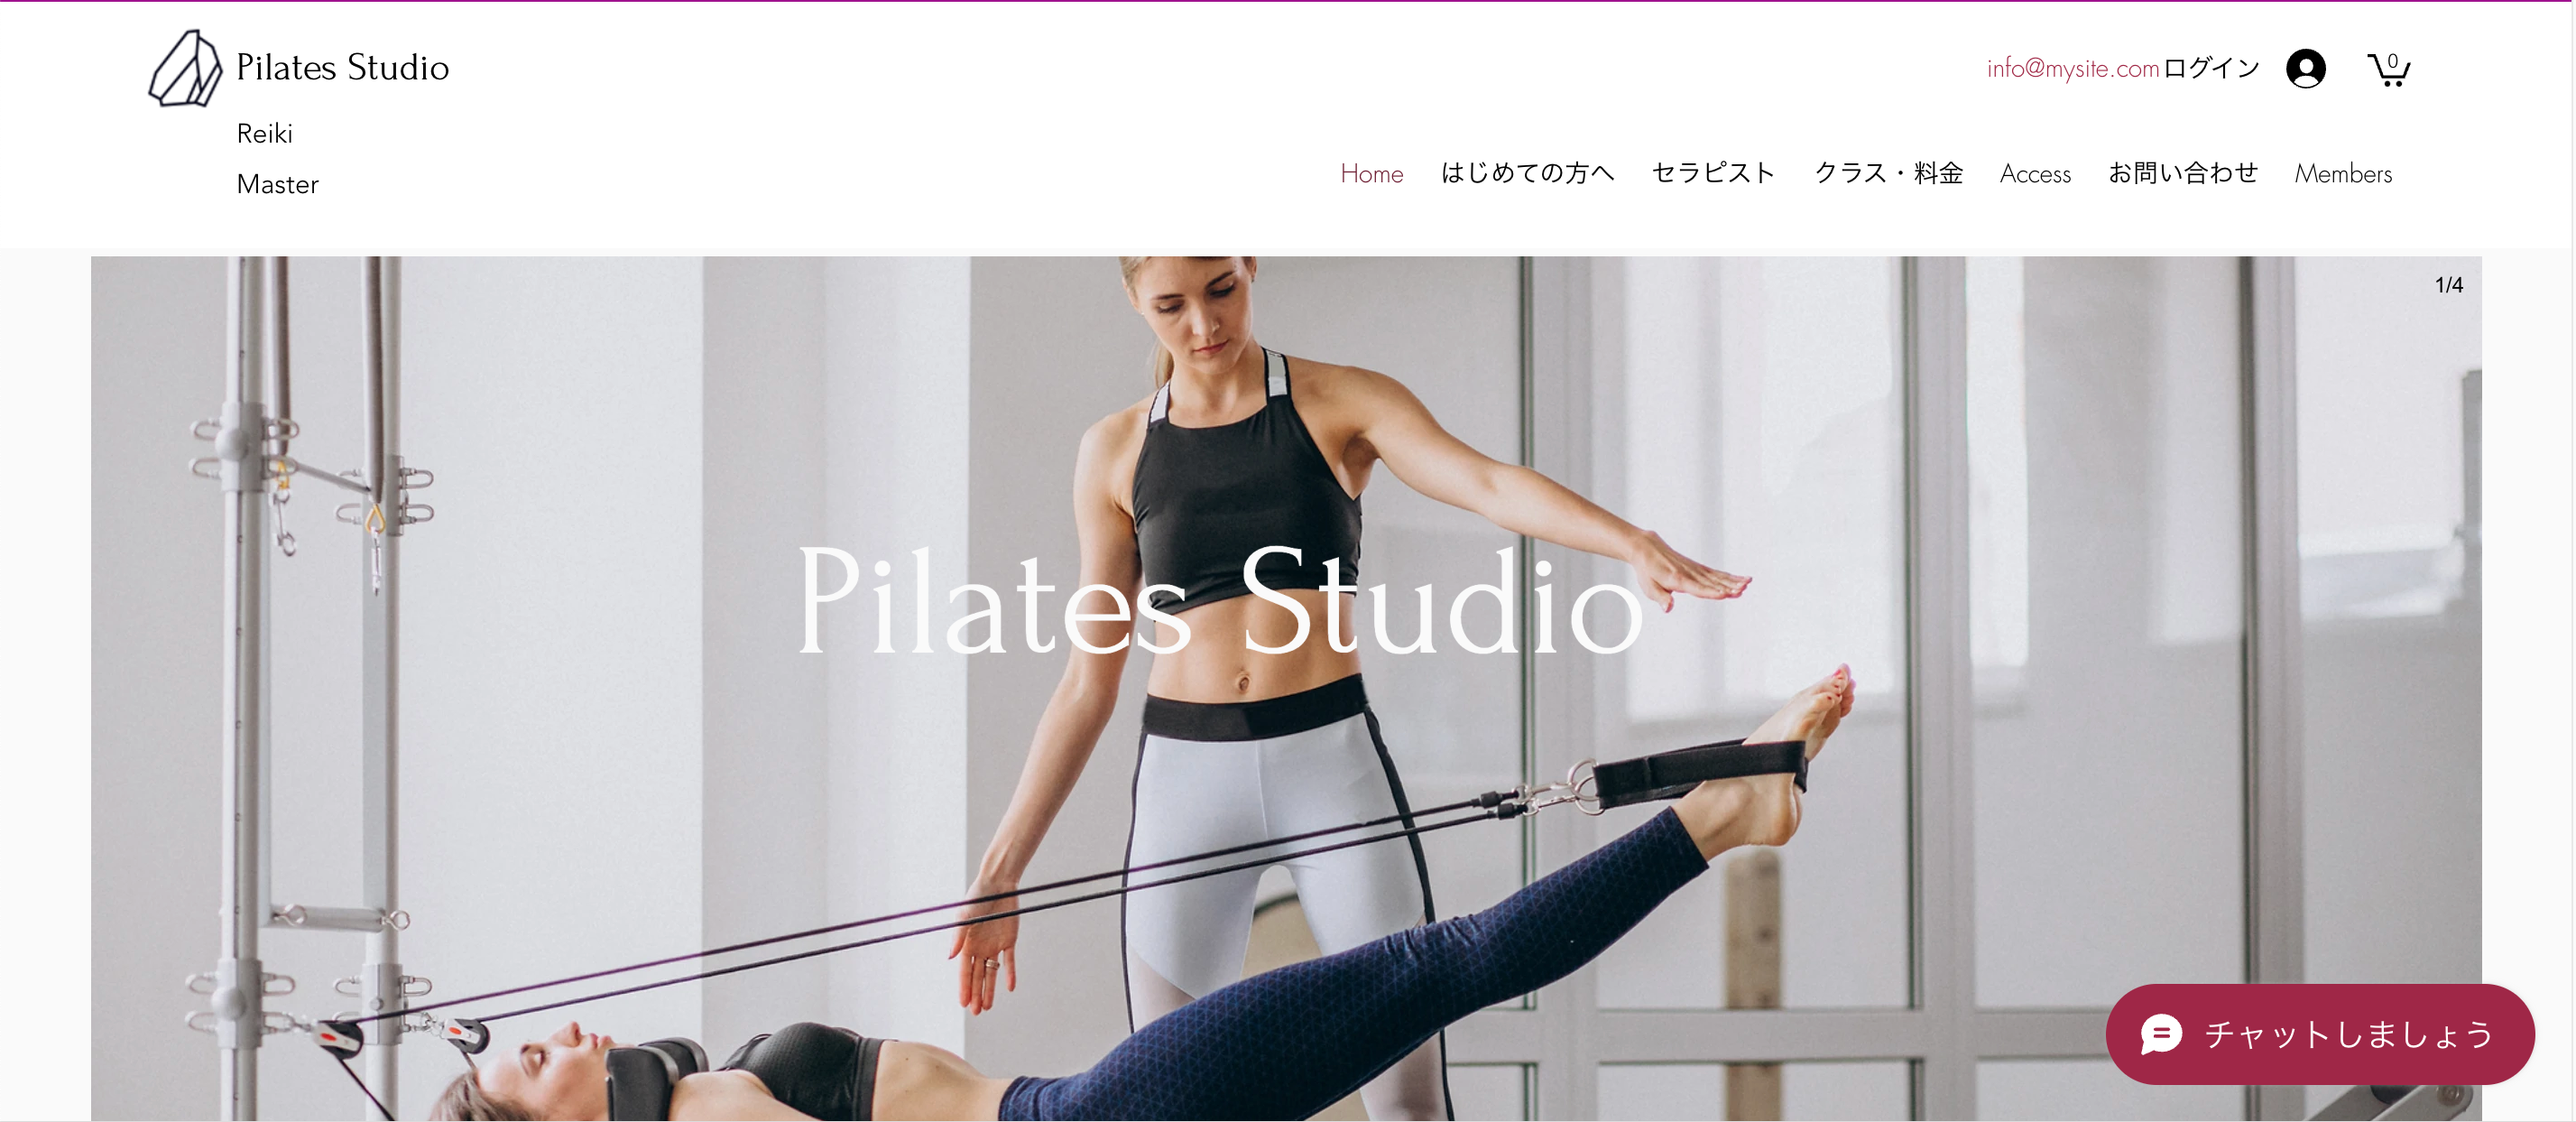 Pilates Studio
info@mysite.com ログイン 0
Reiki
Master
Home はじめての方へ セラピスト クラス・料金 Access お問い合わせ Members
1/4
Pilates Studio
チャットしましょう